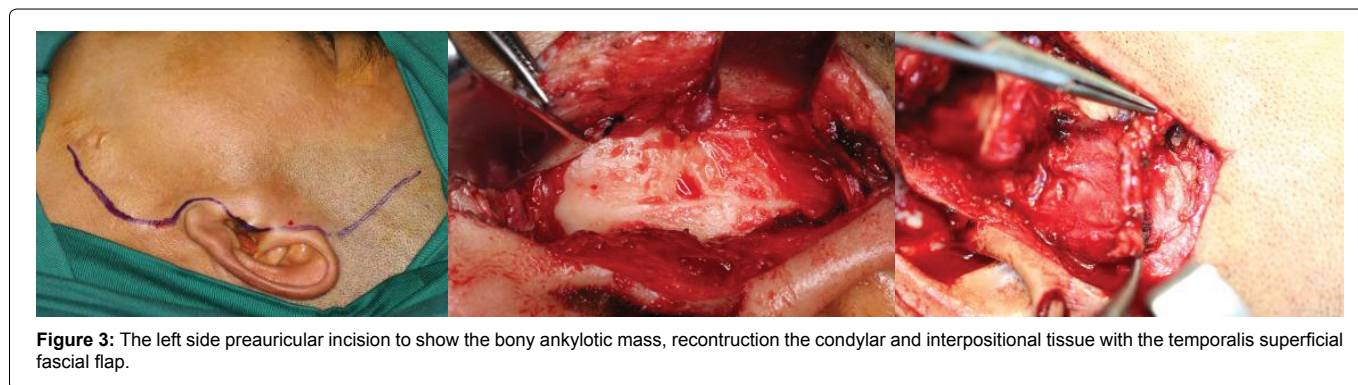 Figure 3: The left side preauricular incision to show the bony ankylotic mass, recontruction the condylar and interpositional tissue with the temporalis superficial
fascial flap.